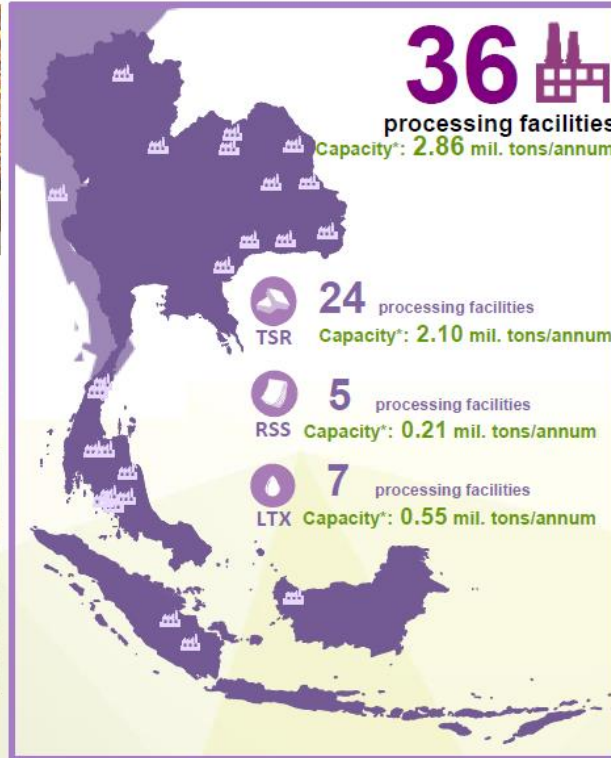 36
processing facilities
Capacity*: 2.86 mil. tons/annum
24 processing facilities
TSR Capacity*: 2.10 mil. tons/annum
5 processing facilities
RSS Capacity*: 0.21 mil. tons/annum
7 processing facilities
LTX Capacity*: 0.55 mil. tons/annum